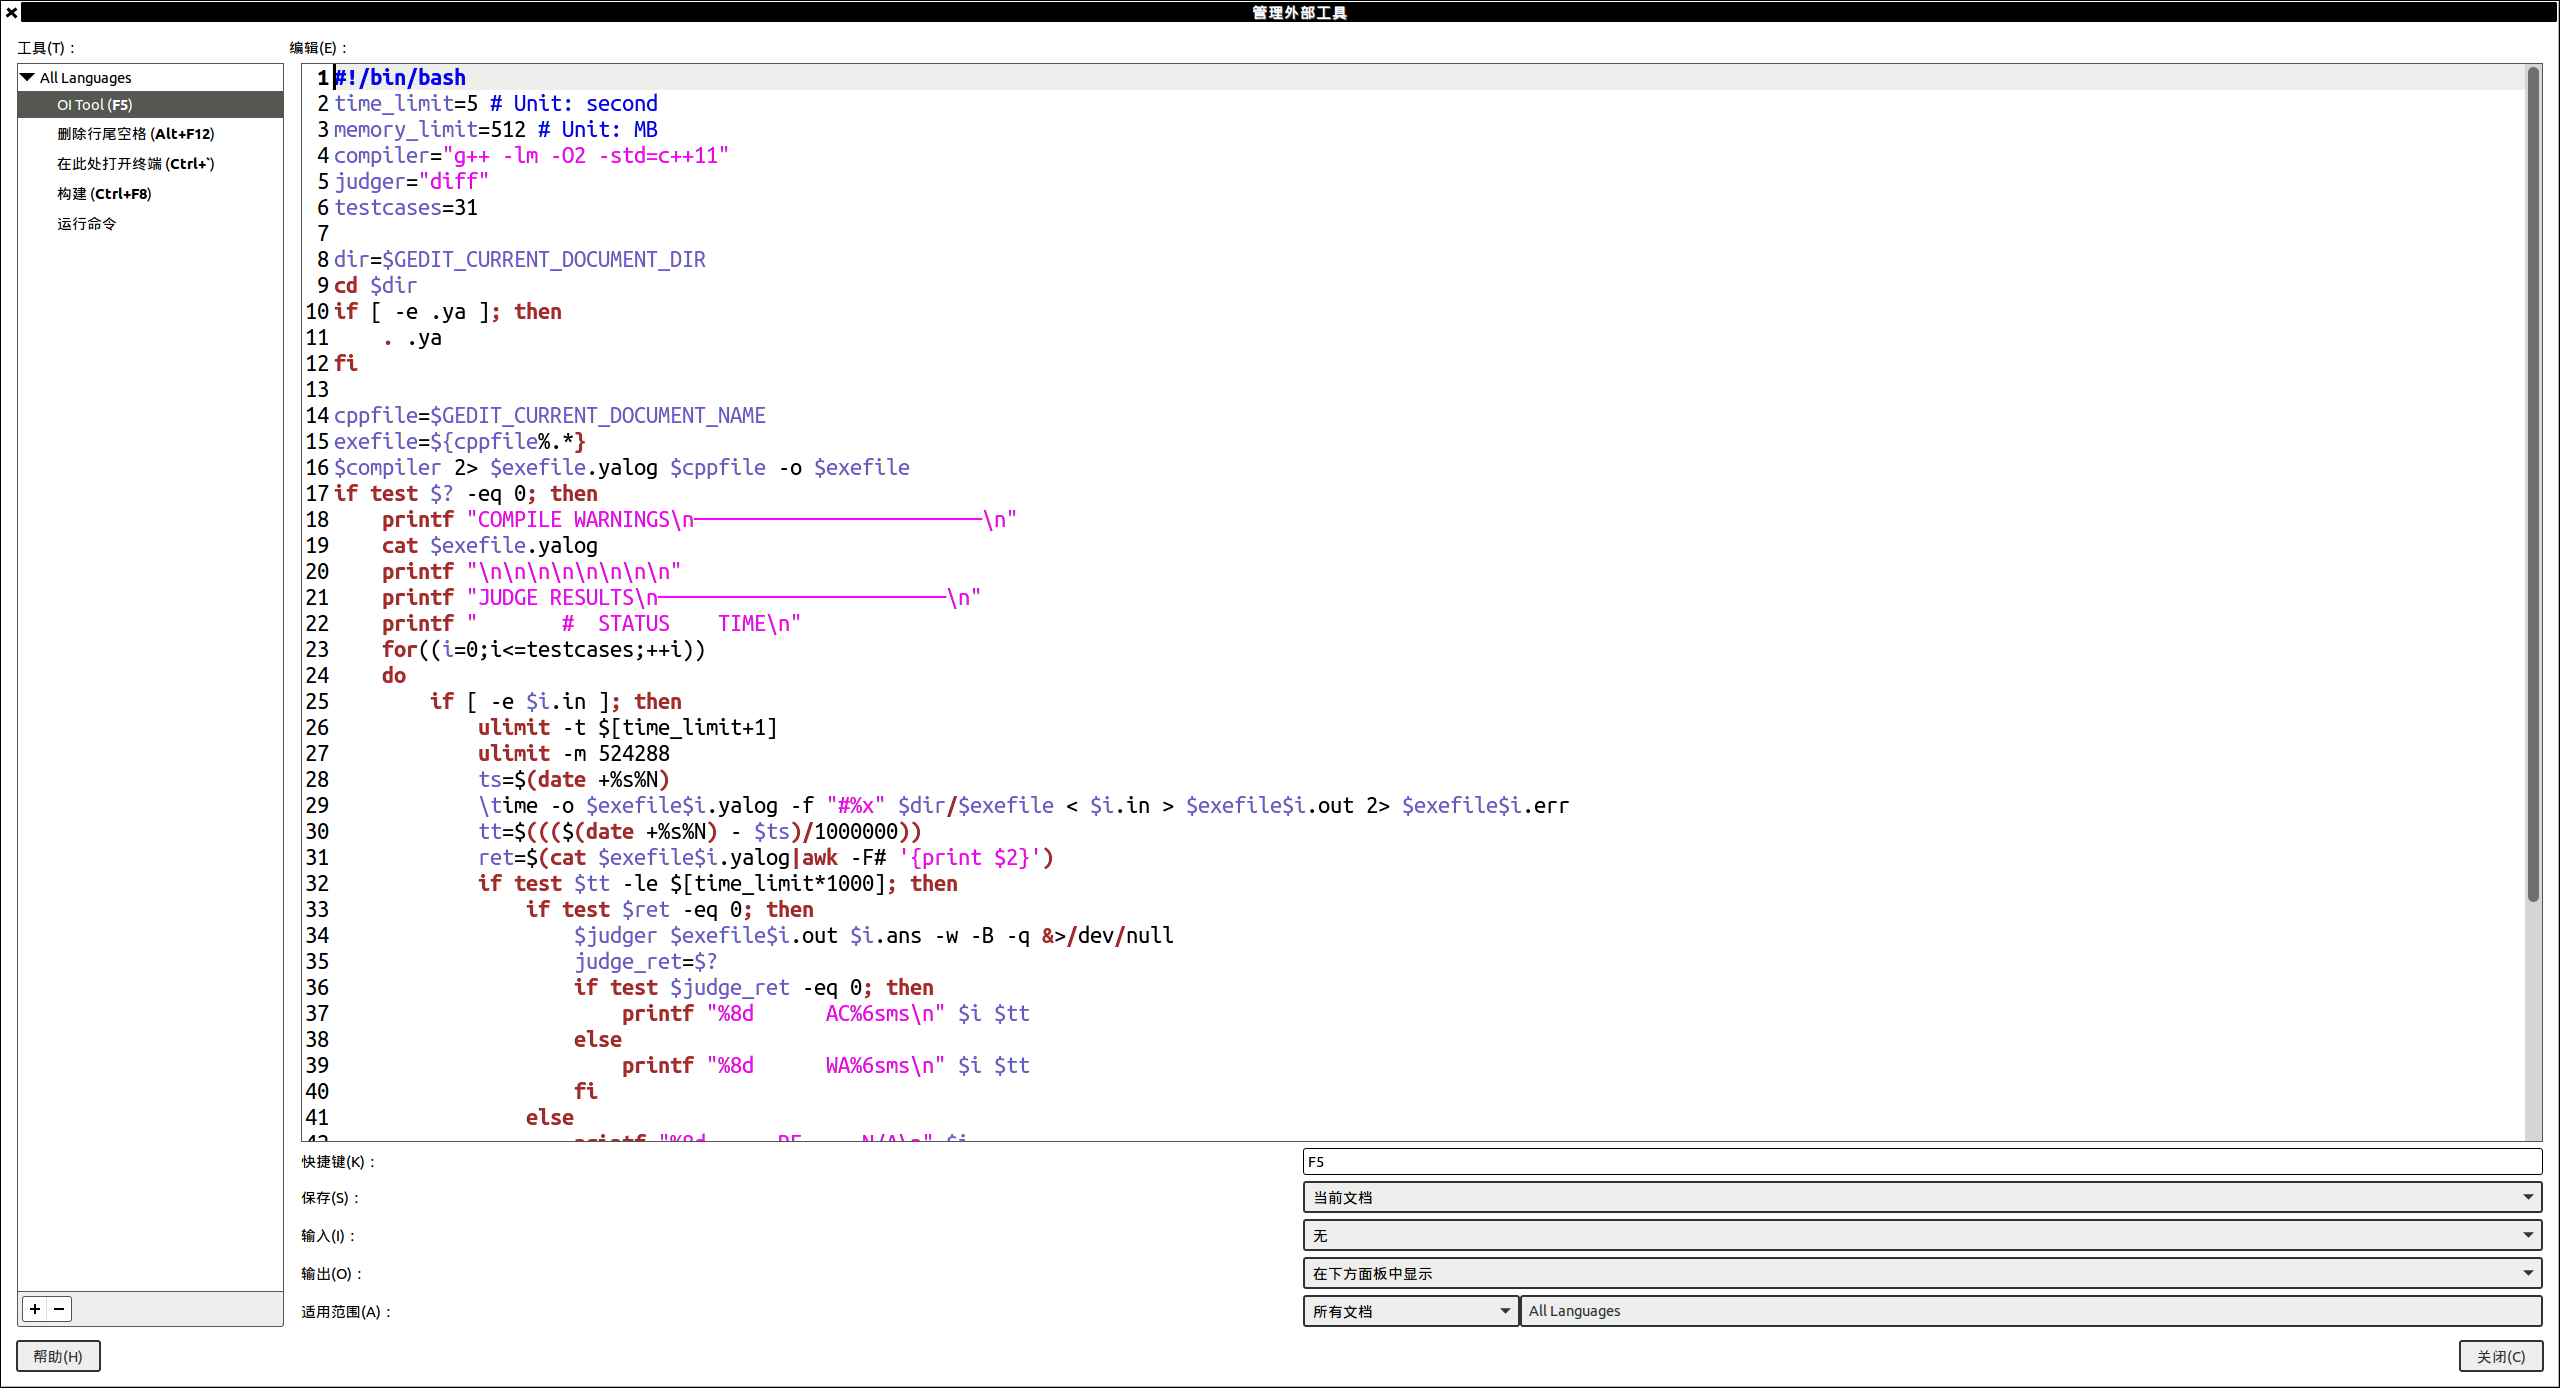 管理外部工具
工具(T)：
All Languages
OI Tool (F5)
删除行尾空格 (Alt+F12)
在此处打开终端 (Ctrl+`)
构建 (Ctrl+F8)
运行命令
编辑(E)：
1 #!/bin/bash
2 time_limit=5 # Unit: second
3 memory_limit=512 # Unit: MB
4 compiler="g++ -lm -O2 -std=c++11"
5 judger="diff"
6 testcases=31
7
8 dir=$GEDIT_CURRENT_DOCUMENT_DIR
9 cd $dir
10 if [ -e .ya ]; then
11     . .ya
12 fi
13
14 cppfile=$GEDIT_CURRENT_DOCUMENT_NAME
15 exefile=${cppfile%.*}
16 $compiler 2> $exefile.yalog $cppfile -o $exefile
17 if test $? -eq 0; then
18     printf "COMPILE WARNINGS\n————————————————————————\n"
19     cat $exefile.yalog
20     printf "\n\n\n\n\n\n\n\n"
21     printf "JUDGE RESULTS\n————————————————————————\n"
22     printf "       #  STATUS    TIME\n"
23     for((i=0;i<=testcases;++i))
24     do
25         if [ -e $i.in ]; then
26             ulimit -t $[time_limit+1]
27             ulimit -m 524288
28             ts=$(date +%s%N)
29             \time -o $exefile$i.yalog -f "#%x" $dir/$exefile < $i.in > $exefile$i.out 2> $exefile$i.err
30             tt=$((($(date +%s%N) - $ts)/1000000))
31             ret=$(cat $exefile$i.yalog|awk -F# '{print $2}')
32             if test $tt -le $[time_limit*1000]; then
33                 if test $ret -eq 0; then
34                     $judger $exefile$i.out $i.ans -w -B -q &>/dev/null
35                     judge_ret=$?
36                     if test $judge_ret -eq 0; then
37                         printf "%8d      AC%6sms\n" $i $tt
38                     else
39                         printf "%8d      WA%6sms\n" $i $tt
40                     fi
41                 else
42                     printf "%8d      RE     N/A\n" $i
快捷键(K)： F5
保存(S)： 当前文档
输入(I)： 无
输出(O)： 在下方面板中显示
适用范围(A)： 所有文档 All Languages
帮助(H)
关闭(C)